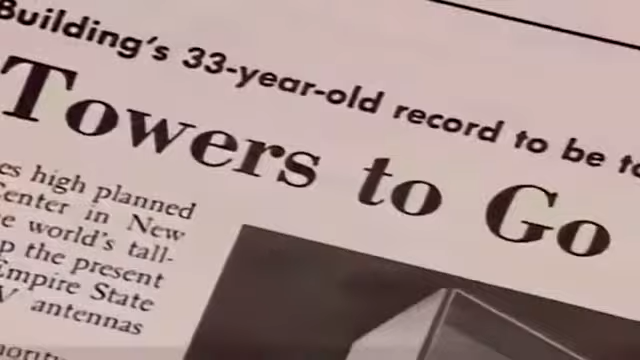 Building's 33-year-old record to be
Towers to Go
es high planned
Center in New
e world's tall-
p the present
Empire State
V antennas